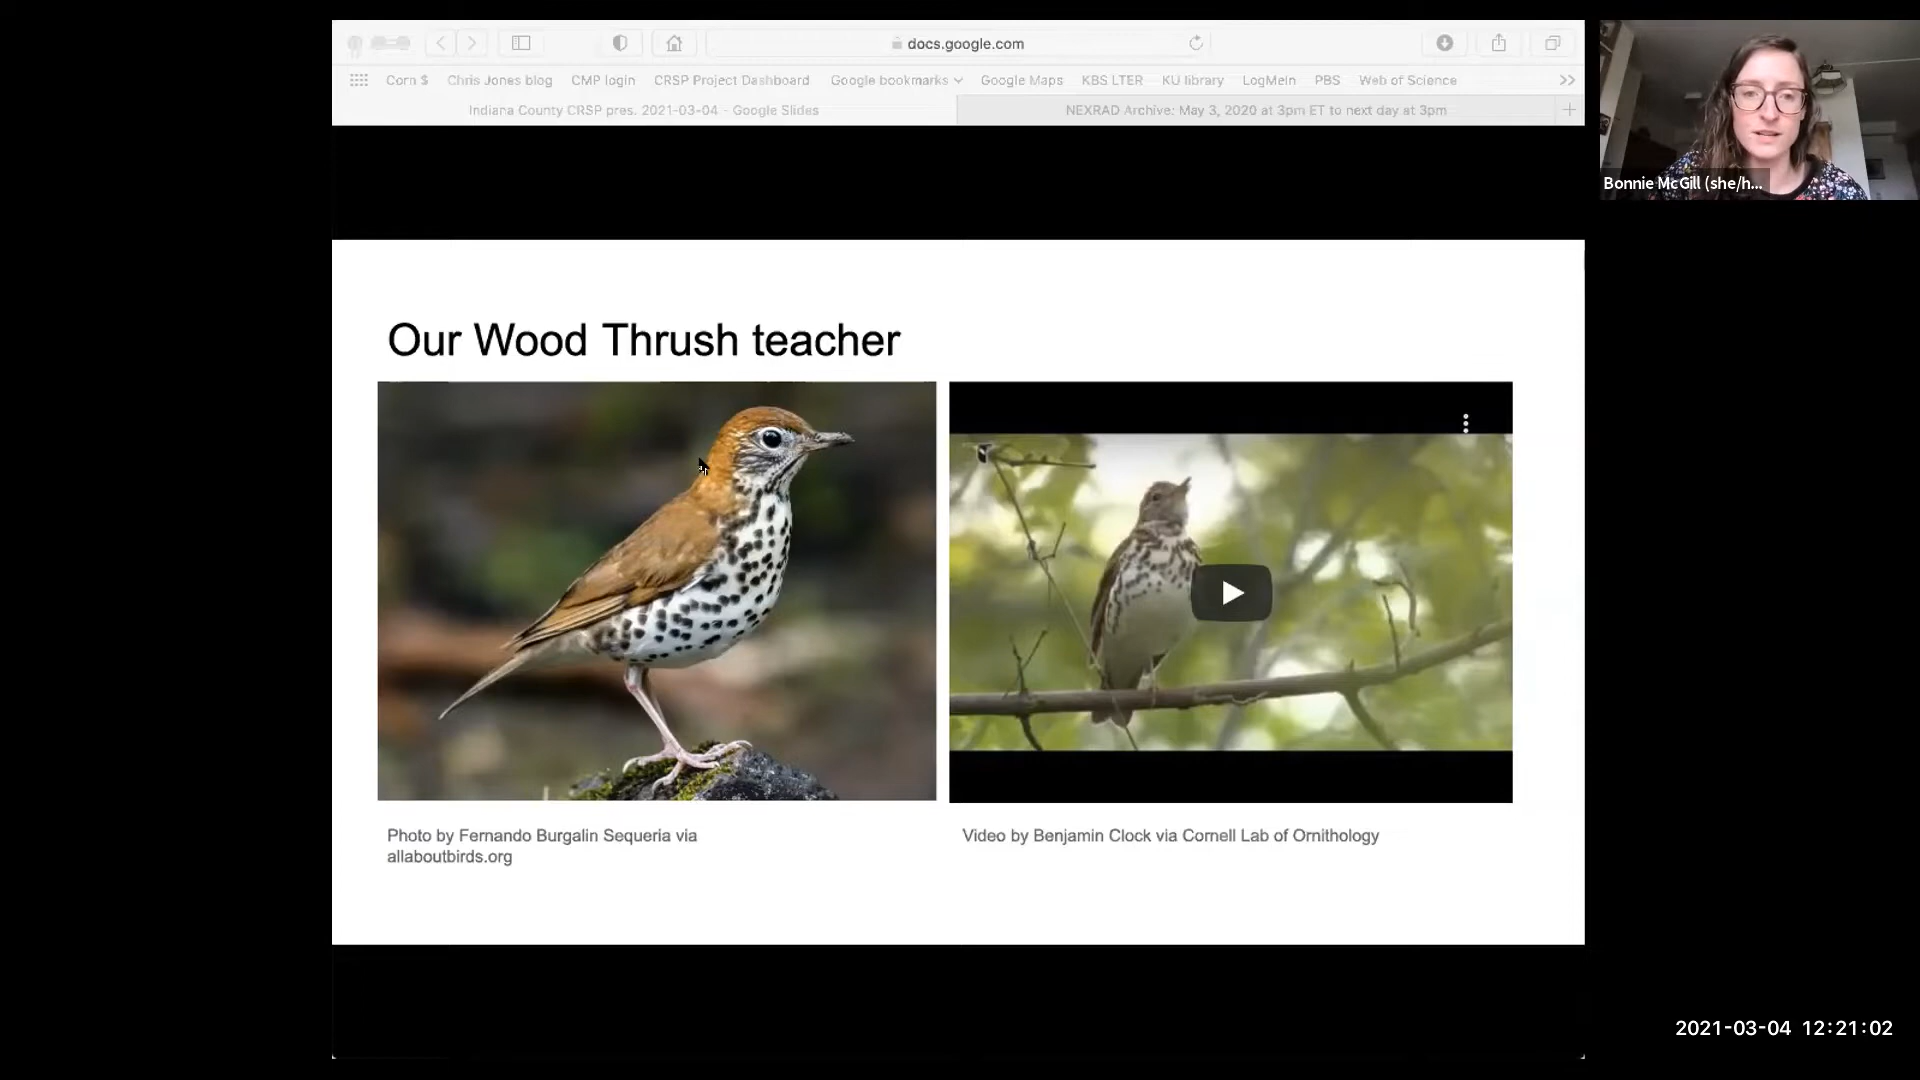 docs.google.com
Corn $ Chris Jones blog CMP login CRSP Project Dashboard Google bookmarks Google Maps KBS LTER KU library LogMeIn PBS Web of Science
Indiana County CRSP pres. 2021-03-04 - Google Slides NEXRAD Archive: May 3, 2020 at 3pm ET to next day at 3pm
Bonnie McGill (she/h...
Our Wood Thrush teacher
Photo by Fernando Burgalin Sequeria via
allaboutbirds.org
Video by Benjamin Clock via Cornell Lab of Ornithology
2021-03-04 12:21:02